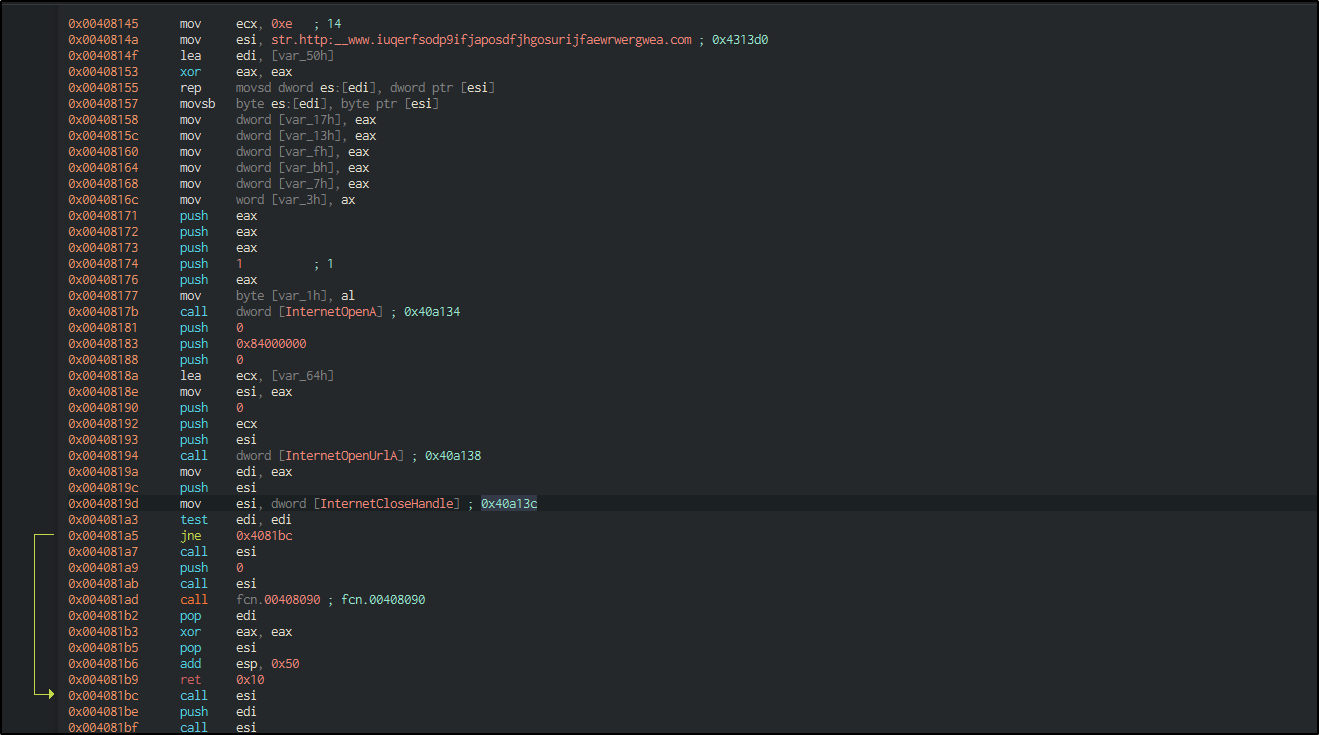 0x00408145 mov ecx, 0xe ; 14
0x0040814a mov esi, str.http:__www.iuqerfsodp9ifjaposdfjhgosurijfaewrwergwea.com ; 0x4313d0
0x0040814f lea edi, [var_50h]
0x00408153 xor eax, eax
0x00408155 rep movsd dword es:[edi], dword ptr [esi]
0x00408157 movsb byte es:[edi], byte ptr [esi]
0x00408158 mov dword [var_17h], eax
0x0040815c mov dword [var_13h], eax
0x00408160 mov dword [var_fh], eax
0x00408164 mov dword [var_bh], eax
0x00408168 mov dword [var_7h], eax
0x0040816c mov word [var_3h], ax
0x00408171 push eax
0x00408172 push eax
0x00408173 push eax
0x00408174 push 1 ; 1
0x00408176 push eax
0x00408177 mov byte [var_1h], al
0x0040817b call dword [InternetOpenA] ; 0x40a134
0x00408181 push 0
0x00408183 push 0x84000000
0x00408188 push 0
0x0040818a lea ecx, [var_64h]
0x0040818e mov esi, eax
0x00408190 push 0
0x00408192 push ecx
0x00408193 push esi
0x00408194 call dword [InternetOpenUrlA] ; 0x40a138
0x0040819a mov edi, eax
0x0040819c push esi
0x0040819d mov esi, dword [InternetCloseHandle] ; 0x40a13c
0x004081a3 test edi, edi
0x004081a5 jne 0x4081bc
0x004081a7 call esi
0x004081a9 push 0
0x004081ab call esi
0x004081ad call fcn.00408090 ; fcn.00408090
0x004081b2 pop edi
0x004081b3 xor eax, eax
0x004081b5 pop esi
0x004081b6 add esp, 0x50
0x004081b9 ret 0x10
0x004081bc call esi
0x004081be push edi
0x004081bf call esi